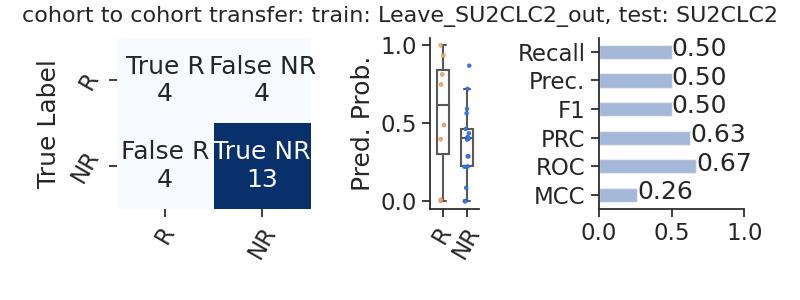 cohort to cohort transfer: train: Leave_SU2CLC2_out, test: SU2CLC2
True Label
R
NR
True R
4
False NR
4
False R
4
True NR
13
R
NR
Pred. Prob.
1.0
0.5
0.0
R
NR
Recall
Prec.
F1
PRC
ROC
MCC
0.50
0.50
0.50
0.63
0.67
0.26
0.0
0.5
1.0